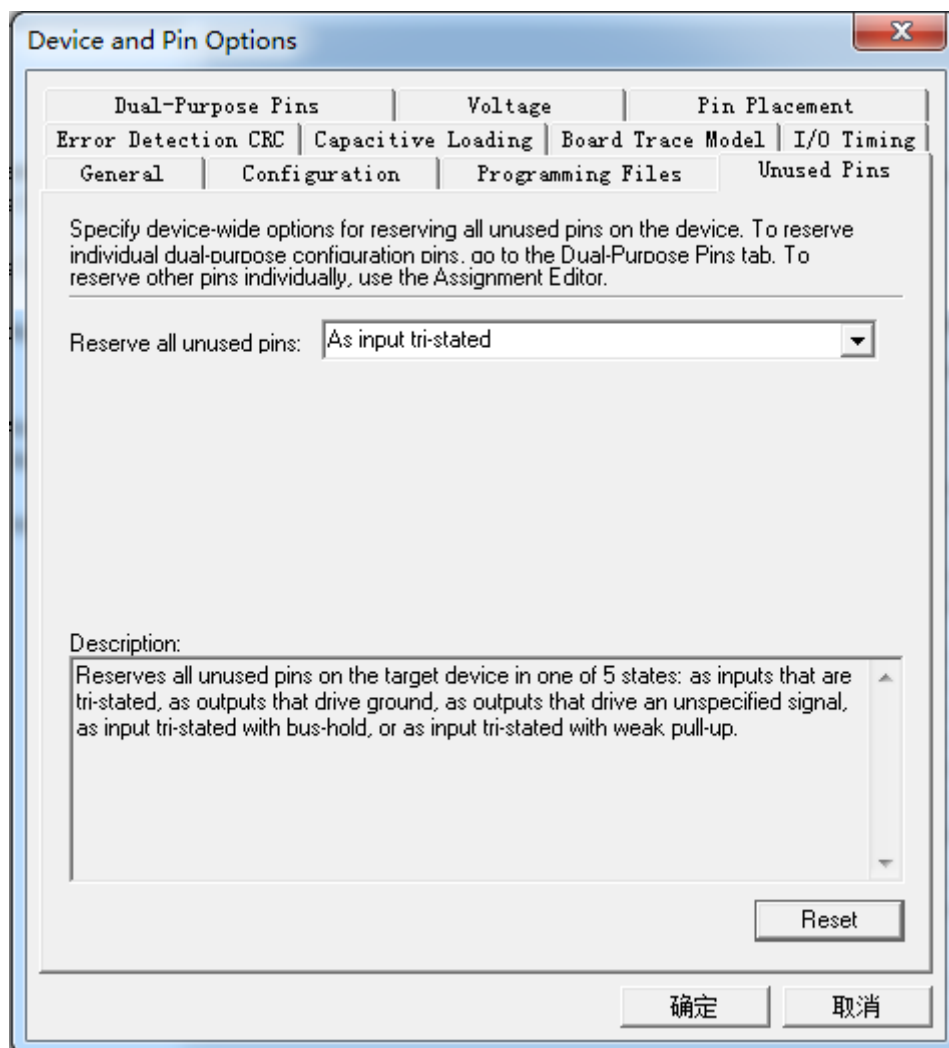 Device and Pin Options
Dual-Purpose Pins Voltage Pin Placement
Error Detection CRC Capacitive Loading Board Trace Model I/O Timing
General Configuration Programming Files Unused Pins
Specify device-wide options for reserving all unused pins on the device. To reserve
individual dual-purpose configuration pins, go to the Dual-Purpose Pins tab. To
reserve other pins individually, use the Assignment Editor.
Reserve all unused pins: As input tri-stated
Description:
Reserves all unused pins on the target device in one of 5 states: as inputs that are
tri-stated, as outputs that drive ground, as outputs that drive an unspecified signal,
as input tri-stated with bus-hold, or as input tri-stated with weak pull-up.
Reset
确定 取消